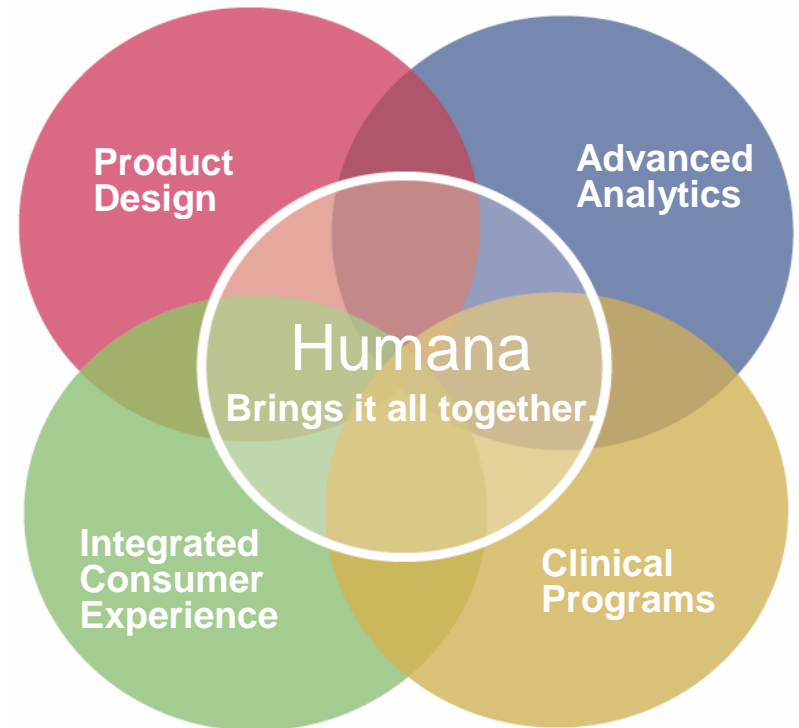 Product
Design
Advanced
Analytics
Humana
Brings it all together.
Integrated
Consumer
Experience
Clinical
Programs